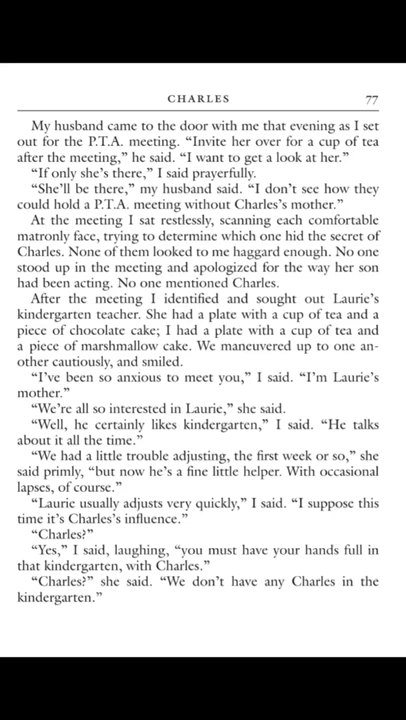 CHARLES 77
My husband came to the door with me that evening as I set
out for the P.T.A. meeting. “Invite her over for a cup of tea
after the meeting,” he said. “I want to get a look at her.”
“If only she’s there,” I said prayerfully.
“She’ll be there,” my husband said. “I don’t see how they
could hold a P.T.A. meeting without Charles’s mother.”
At the meeting I sat restlessly, scanning each comfortable
matronly face, trying to determine which one hid the secret of
Charles. None of them looked to me haggard enough. No one
stood up in the meeting and apologized for the way her son
had been acting. No one mentioned Charles.
After the meeting I identified and sought out Laurie’s
kindergarten teacher. She had a plate with a cup of tea and a
piece of chocolate cake; I had a plate with a cup of tea and
a piece of marshmallow cake. We maneuvered up to one an-
other cautiously, and smiled.
“I’ve been so anxious to meet you,” I said. “I’m Laurie’s
mother.”
“We’re all so interested in Laurie,” she said.
“Well, he certainly likes kindergarten,” I said. “He talks
about it all the time.”
“We had a little trouble adjusting, the first week or so,” she
said primly, “but now he’s a fine little helper. With occasional
lapses, of course.”
“Laurie usually adjusts very quickly,” I said. “I suppose this
time it’s Charles’s influence.”
“Charles?”
“Yes,” I said, laughing, “you must have your hands full in
that kindergarten, with Charles.”
“Charles?” she said. “We don’t have any Charles in the
kindergarten.”